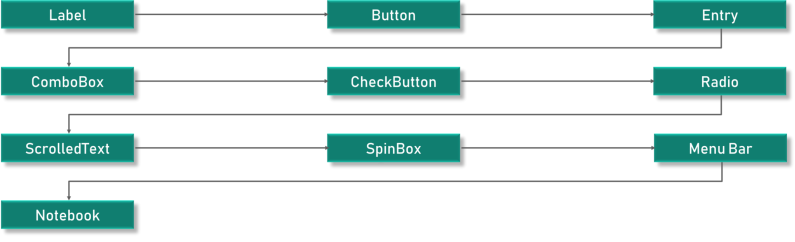 Label
Button
Entry
ComboBox
CheckButton
Radio
ScrolledText
SpinBox
Menu Bar
Notebook